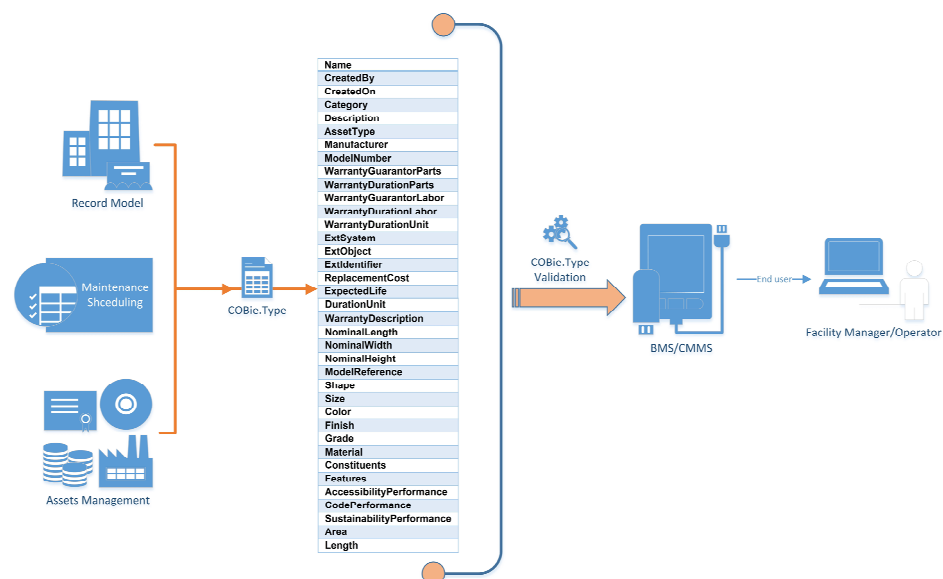 Record Model
Maintenance
Shceduling
Assets Management
COBie.Type
Name
CreatedBy
CreatedOn
Category
Description
AssetType
Manufacturer
ModelNumber
WarrantyGuarantorParts
WarrantyDurationParts
WarrantyGuarantorLabor
WarrantyDurationLabor
WarrantyDurationUnit
ExtSystem
ExtObject
ExtIdentifier
ReplacementCost
ExpectedLife
DurationUnit
WarrantyDescription
NominalLength
NominalWidth
NominalHeight
ModelReference
Shape
Size
Color
Finish
Grade
Material
Constituents
Features
AccessibilityPerformance
CodePerformance
SustainabilityPerformance
Area
Length
COBie.Type
Validation
BMS/CMMS
End user
Facility Manager/Operator